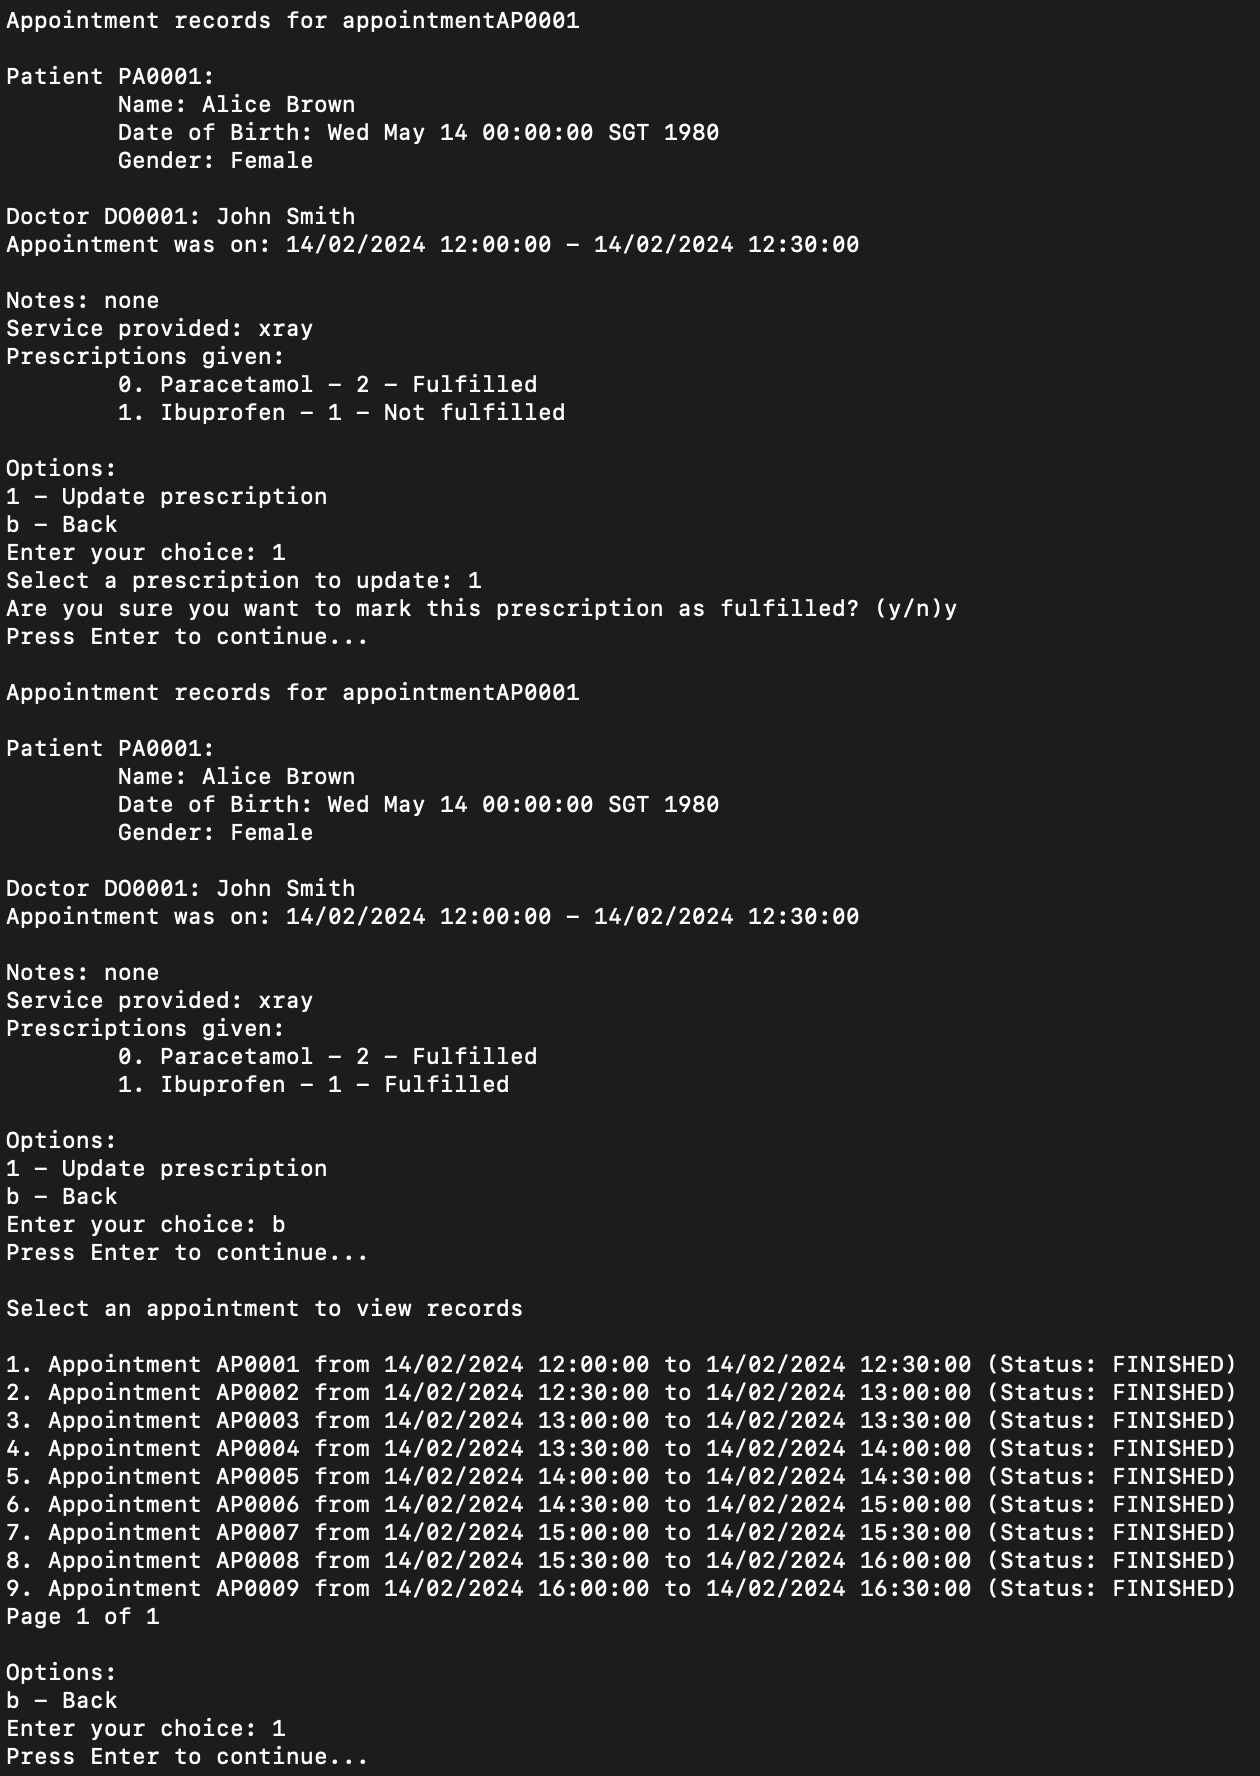 Appointment records for appointmentAP0001
Patient PA0001:
Name: Alice Brown
Date of Birth: Wed May 14 00:00:00 SGT 1980
Gender: Female
Doctor DO0001: John Smith
Appointment was on: 14/02/2024 12:00:00 – 14/02/2024 12:30:00
Notes: none
Service provided: xray
Prescriptions given:
0. Paracetamol – 2 – Fulfilled
1. Ibuprofen – 1 – Not fulfilled
Options:
1 – Update prescription
b – Back
Enter your choice: 1
Select a prescription to update: 1
Are you sure you want to mark this prescription as fulfilled? (y/n)y
Press Enter to continue...
Appointment records for appointmentAP0001
Patient PA0001:
Name: Alice Brown
Date of Birth: Wed May 14 00:00:00 SGT 1980
Gender: Female
Doctor DO0001: John Smith
Appointment was on: 14/02/2024 12:00:00 – 14/02/2024 12:30:00
Notes: none
Service provided: xray
Prescriptions given:
0. Paracetamol – 2 – Fulfilled
1. Ibuprofen – 1 – Fulfilled
Options:
1 – Update prescription
b – Back
Enter your choice: b
Press Enter to continue...
Select an appointment to view records
1. Appointment AP0001 from 14/02/2024 12:00:00 to 14/02/2024 12:30:00 (Status: FINISHED)
2. Appointment AP0002 from 14/02/2024 12:30:00 to 14/02/2024 13:00:00 (Status: FINISHED)
3. Appointment AP0003 from 14/02/2024 13:00:00 to 14/02/2024 13:30:00 (Status: FINISHED)
4. Appointment AP0004 from 14/02/2024 13:30:00 to 14/02/2024 14:00:00 (Status: FINISHED)
5. Appointment AP0005 from 14/02/2024 14:00:00 to 14/02/2024 14:30:00 (Status: FINISHED)
6. Appointment AP0006 from 14/02/2024 14:30:00 to 14/02/2024 15:00:00 (Status: FINISHED)
7. Appointment AP0007 from 14/02/2024 15:00:00 to 14/02/2024 15:30:00 (Status: FINISHED)
8. Appointment AP0008 from 14/02/2024 15:30:00 to 14/02/2024 16:00:00 (Status: FINISHED)
9. Appointment AP0009 from 14/02/2024 16:00:00 to 14/02/2024 16:30:00 (Status: FINISHED)
Page 1 of 1
Options:
b – Back
Enter your choice: 1
Press Enter to continue...